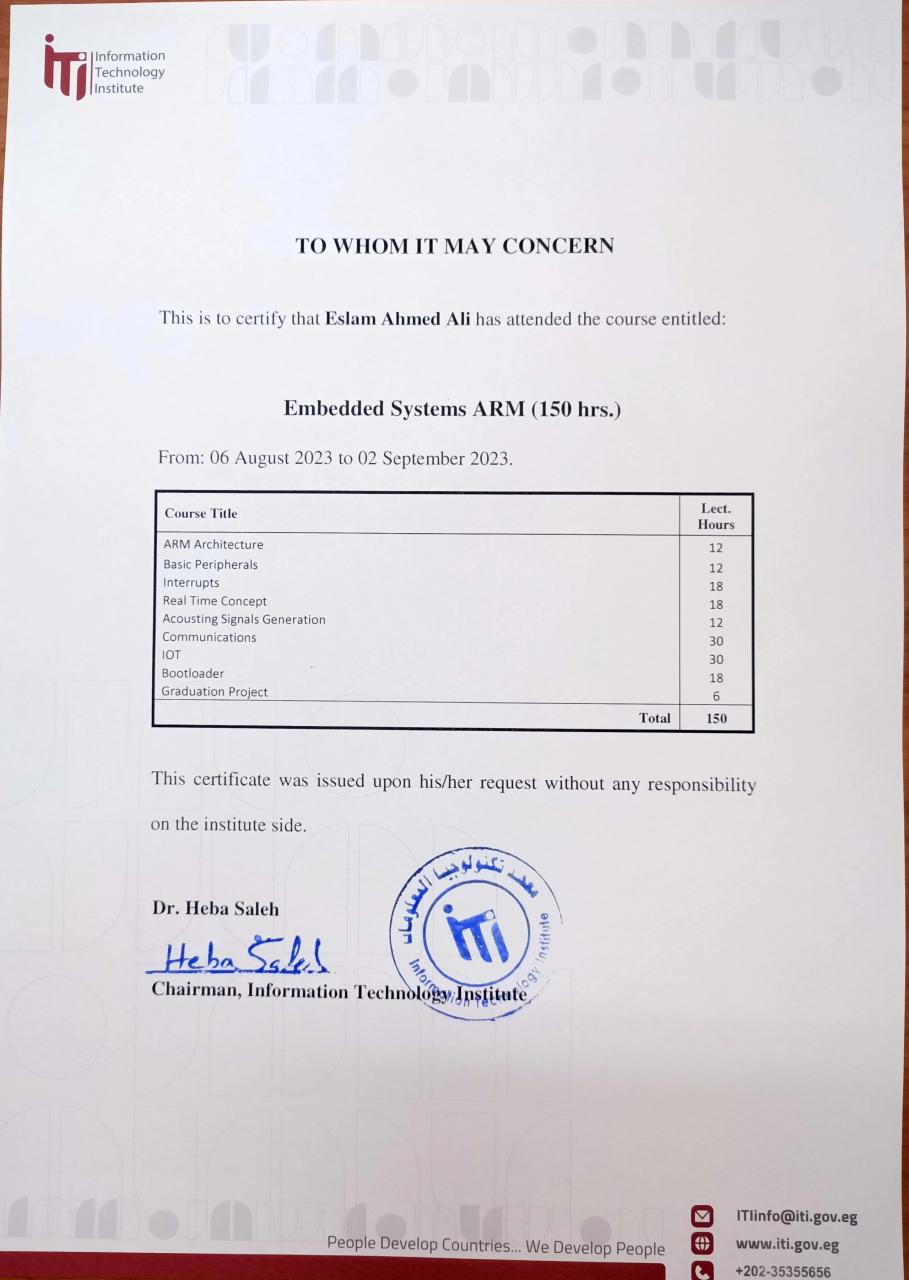 iTi
Information
Technology
Institute
TO WHOM IT MAY CONCERN
This is to certify that Eslam Ahmed Ali has attended the course entitled:
Embedded Systems ARM (150 hrs.)
From: 06 August 2023 to 02 September 2023.
Course Title Lect. Hours
ARM Architecture 12
Basic Peripherals 12
Interrupts 18
Real Time Concept 18
Acousting Signals Generation 12
Communications 30
IOT 30
Bootloader 18
Graduation Project 6
Total 150
This certificate was issued upon his/her request without any responsibility
on the institute side.
معهد تكنولوجيا المعلومات
iTi
Information Technology Institute
Dr. Heba Saleh
Heba Saleh
Chairman, Information Technology Institute
People Develop Countries... We Develop People
ITIinfo@iti.gov.eg
www.iti.gov.eg
+202-35355656